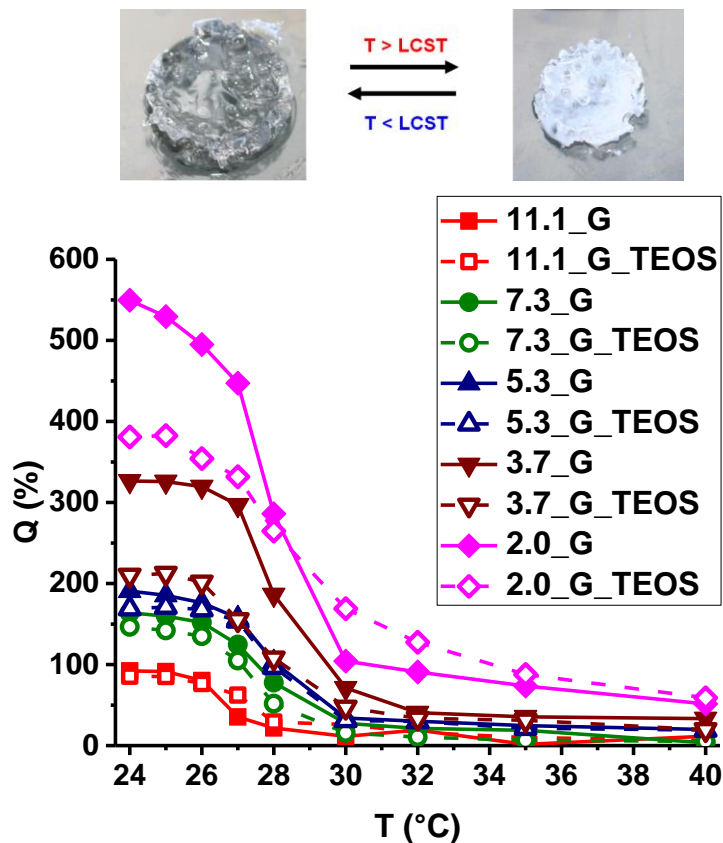 T > LCST
T < LCST
11.1_G
11.1_G_TEOS
7.3_G
7.3_G_TEOS
5.3_G
5.3_G_TEOS
3.7_G
3.7_G_TEOS
2.0_G
2.0_G_TEOS
600
500
400
300
200
100
0
Q (%)
24 26 28 30 32 34 36 38 40
T (°C)